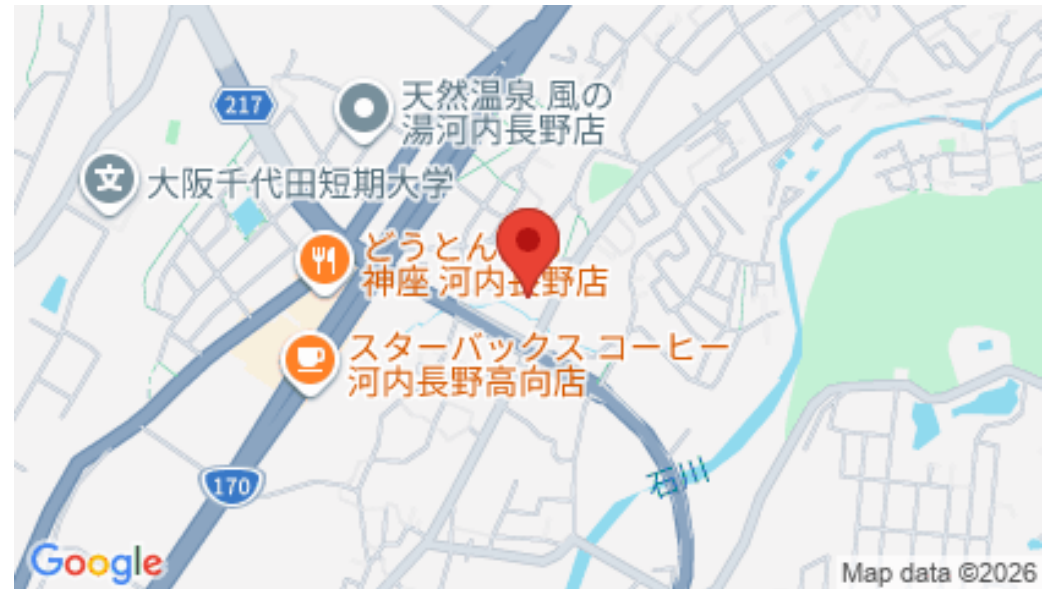 217
天然温泉 風の
湯河内長野店
文
大阪千代田短期大学
どうとん
神座 河内長野店
スターバックス コーヒー
河内長野高向店
170
石川
Google
Map data ©2026